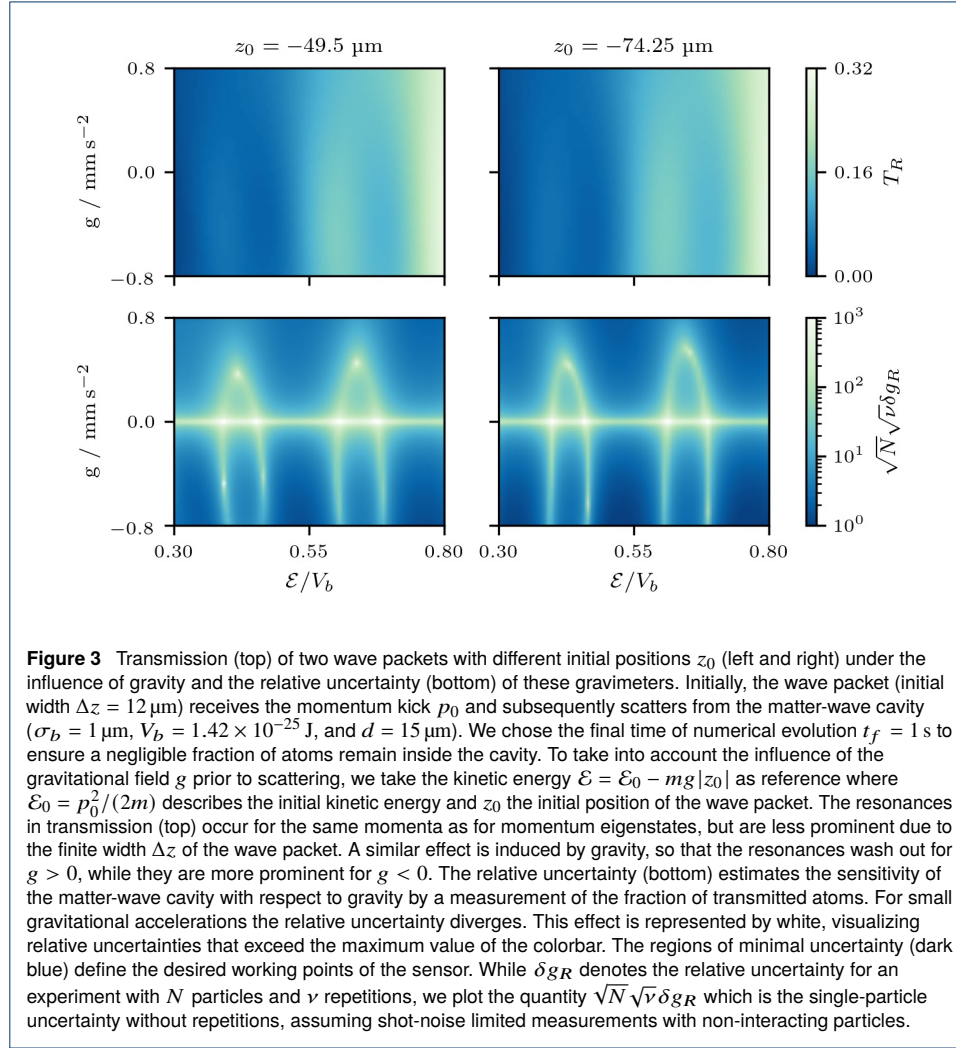 z₀ = −49.5 µm
z₀ = −74.25 µm
0.8
0.0
−0.8
g / mm s⁻²
0.32
0.16
0.00
T_R
0.8
0.0
−0.8
g / mm s⁻²
10³
10²
10¹
10⁰
√N√νδg_R
0.30
0.55
0.80
0.30
0.55
0.80
ℰ/V_b
ℰ/V_b
Figure 3 Transmission (top) of two wave packets with different initial positions z₀ (left and right) under the
influence of gravity and the relative uncertainty (bottom) of these gravimeters. Initially, the wave packet (initial
width Δz = 12 µm) receives the momentum kick p₀ and subsequently scatters from the matter-wave cavity
(σ_b = 1 µm, V_b = 1.42 × 10⁻²⁵ J, and d = 15 µm). We chose the final time of numerical evolution t_f = 1 s to
ensure a negligible fraction of atoms remain inside the cavity. To take into account the influence of the
gravitational field g prior to scattering, we take the kinetic energy ℰ = ℰ₀ − mg|z₀| as reference where
ℰ₀ = p₀²/(2m) describes the initial kinetic energy and z₀ the initial position of the wave packet. The resonances
in transmission (top) occur for the same momenta as for momentum eigenstates, but are less prominent due to
the finite width Δz of the wave packet. A similar effect is induced by gravity, so that the resonances wash out for
g > 0, while they are more prominent for g < 0. The relative uncertainty (bottom) estimates the sensitivity of
the matter-wave cavity with respect to gravity by a measurement of the fraction of transmitted atoms. For small
gravitational accelerations the relative uncertainty diverges. This effect is represented by white, visualizing
relative uncertainties that exceed the maximum value of the colorbar. The regions of minimal uncertainty (dark
blue) define the desired working points of the sensor. While δg_R denotes the relative uncertainty for an
experiment with N particles and ν repetitions, we plot the quantity √N√νδg_R which is the single-particle
uncertainty without repetitions, assuming shot-noise limited measurements with non-interacting particles.